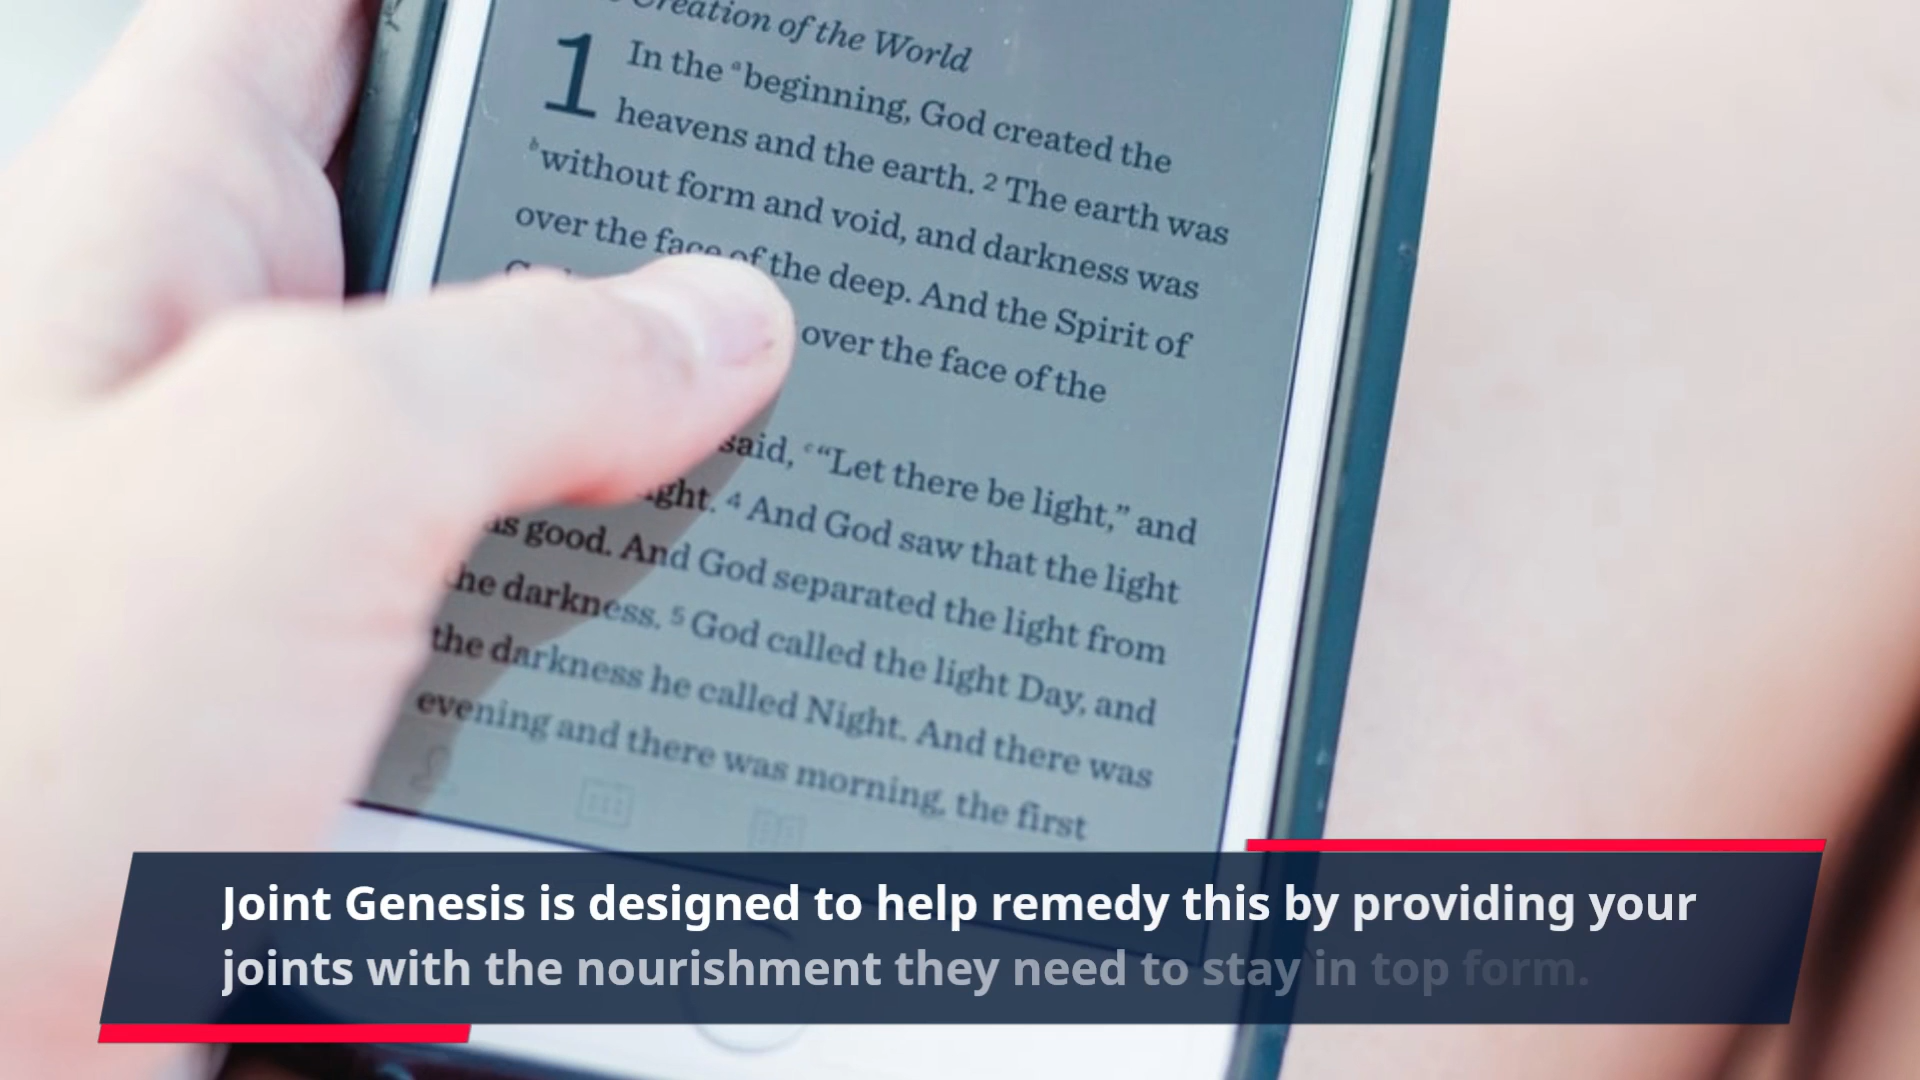 Creation of the World
1 In the a beginning, God created the
heavens and the earth. 2 The earth was
b without form and void, and darkness was
over the face of the deep. And the Spirit of
over the face of the
said, c “Let there be light,” and
light. 4 And God saw that the light
was good. And God separated the light from
the darkness. 5 God called the light Day, and
the darkness he called Night. And there was
evening and there was morning, the first
Joint Genesis is designed to help remedy this by providing your
joints with the nourishment they need to stay in top form.